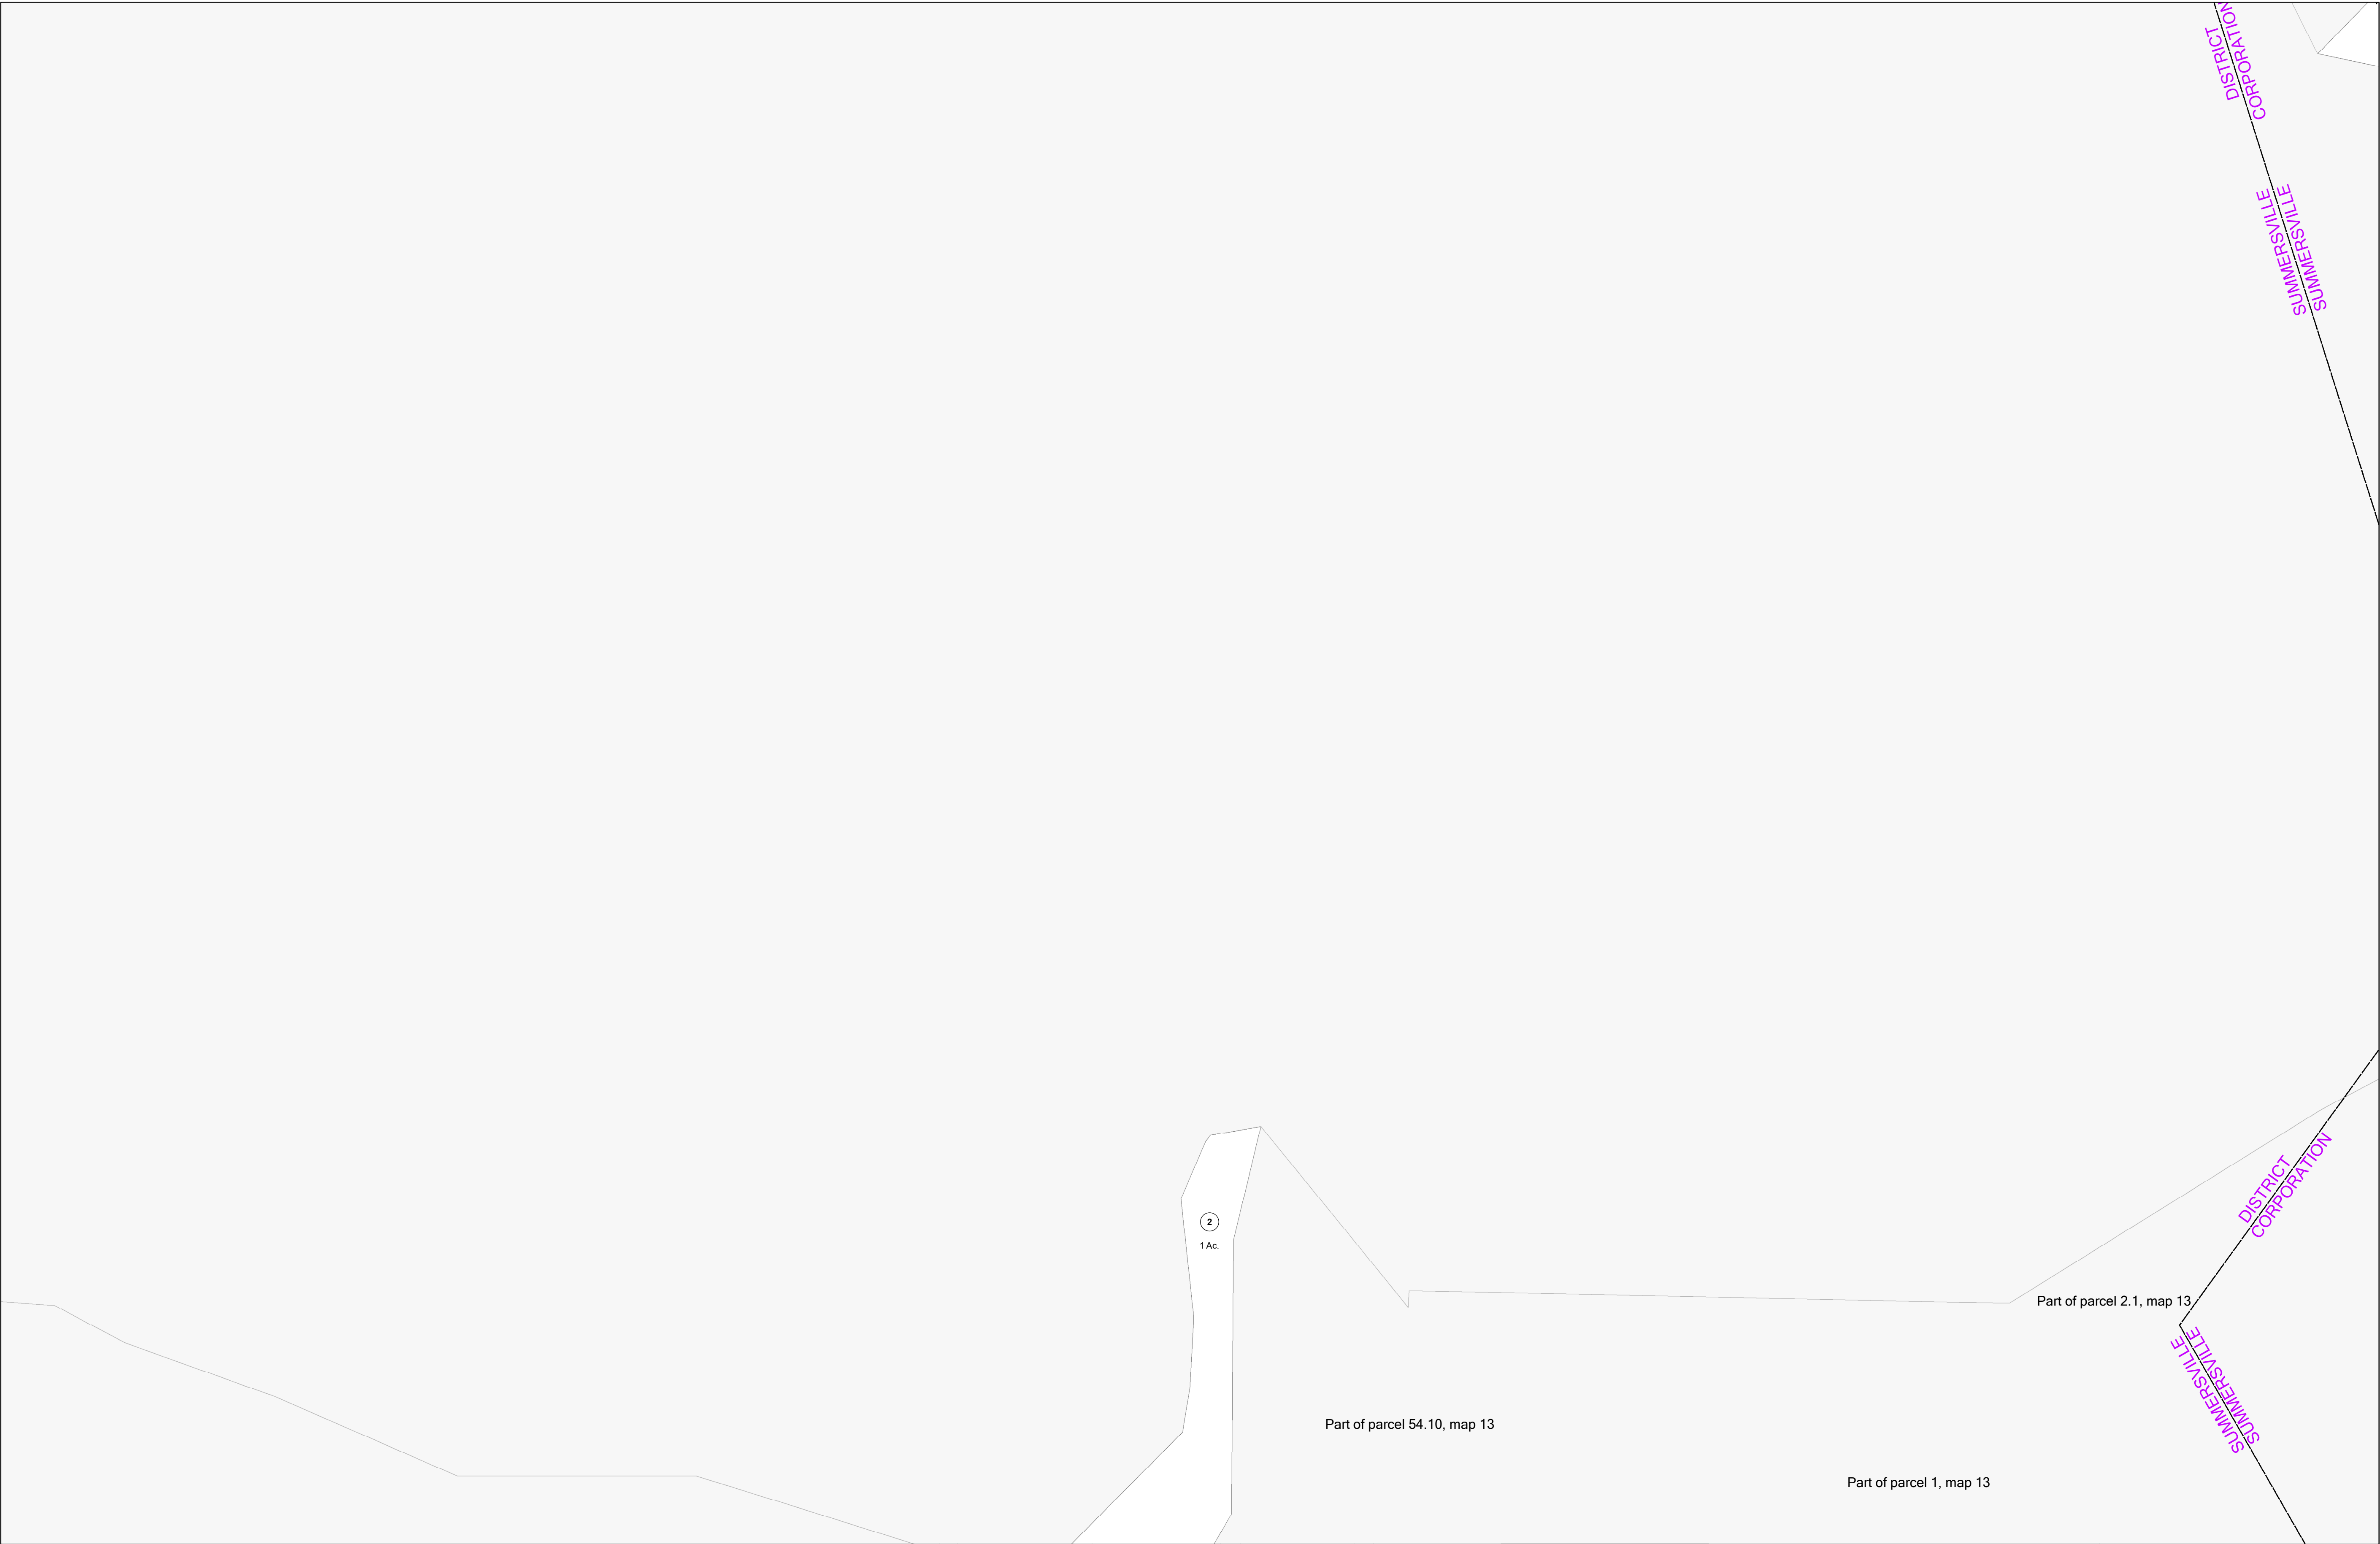 DISTRICT
CORPORATION
SUMMERSVILLE
SUMMERSVILLE
DISTRICT
CORPORATION
2
1 Ac.
Part of parcel 2.1, map 13
SUMMERSVILLE
SUMMERSVILLE
Part of parcel 54.10, map 13
Part of parcel 1, map 13